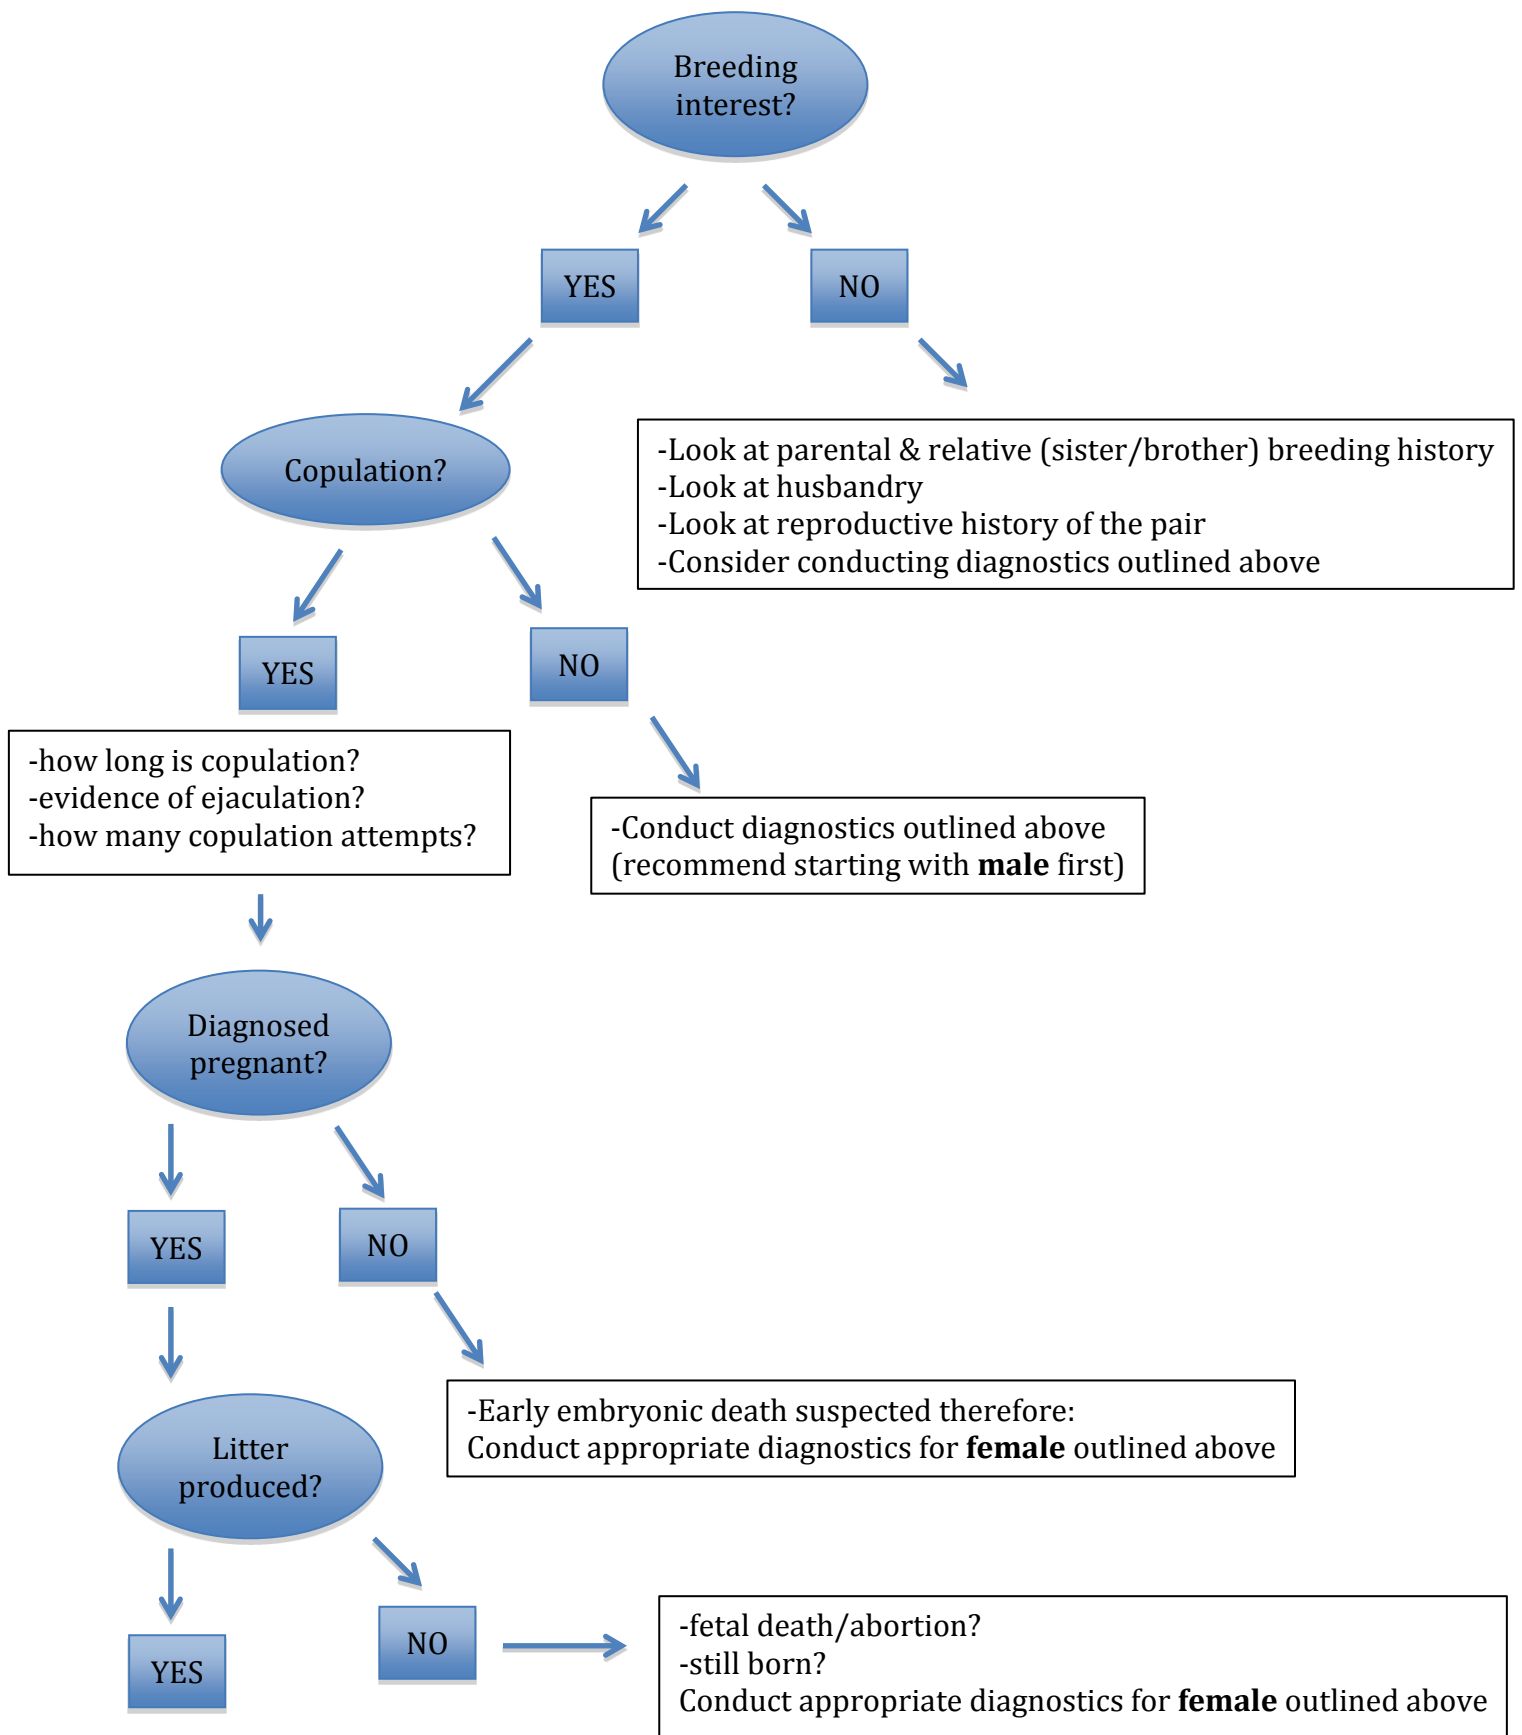 Breeding
interest?
YES
NO
Copulation?
-Look at parental & relative (sister/brother) breeding history
-Look at husbandry
-Look at reproductive history of the pair
-Consider conducting diagnostics outlined above
YES
NO
-how long is copulation?
-evidence of ejaculation?
-how many copulation attempts?
-Conduct diagnostics outlined above
(recommend starting with male first)
Diagnosed
pregnant?
YES
NO
-Early embryonic death suspected therefore:
Conduct appropriate diagnostics for female outlined above
Litter
produced?
YES
NO
-fetal death/abortion?
-still born?
Conduct appropriate diagnostics for female outlined above